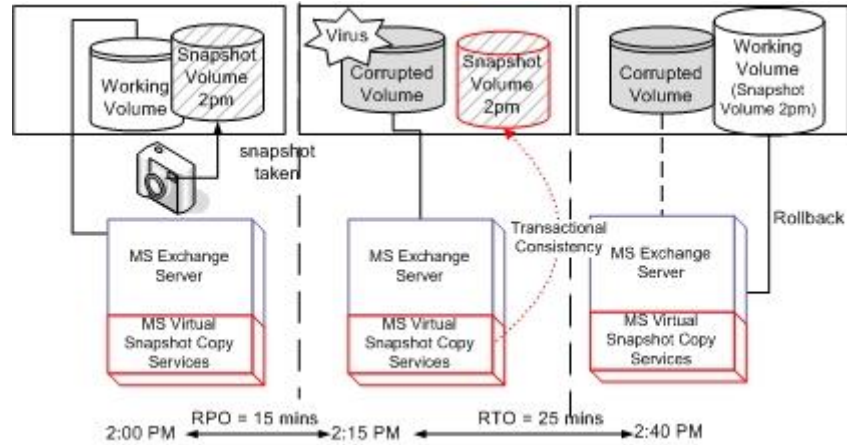 Working
Volume
Snapshot
Volume
2pm
snapshot
taken
MS Exchange
Server
MS Virtual
Snapshot Copy
Services
Virus
Corrupted
Volume
Snapshot
Volume
2pm
Transactional
Consistency
MS Exchange
Server
MS Virtual
Snapshot Copy
Services
Corrupted
Volume
Working
Volume
(Snapshot
Volume 2pm)
Rollback
MS Exchange
Server
MS Virtual
Snapshot Copy
Services
2:00 PM
RPO = 15 mins
2:15 PM
RTO = 25 mins
2:40 PM